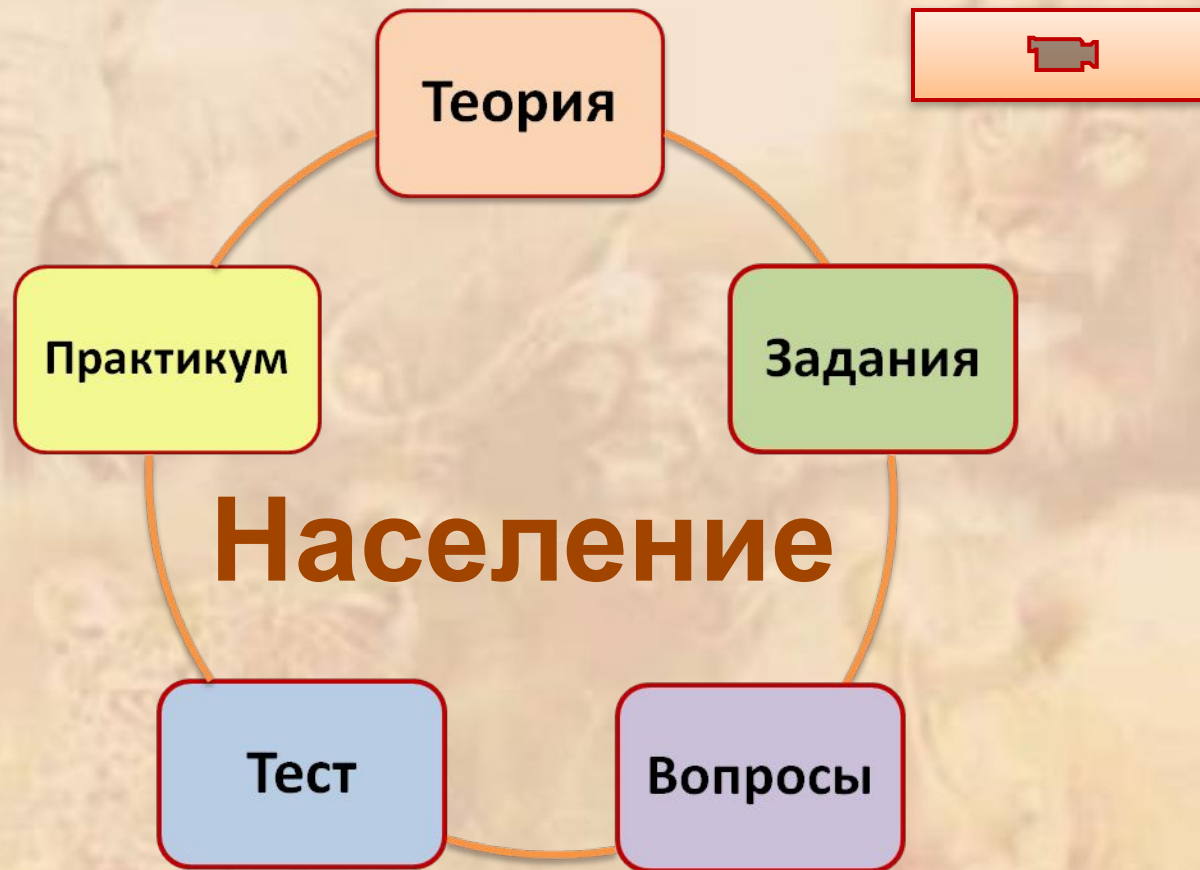 Теория
Практикум
Задания
Население
Тест
Вопросы